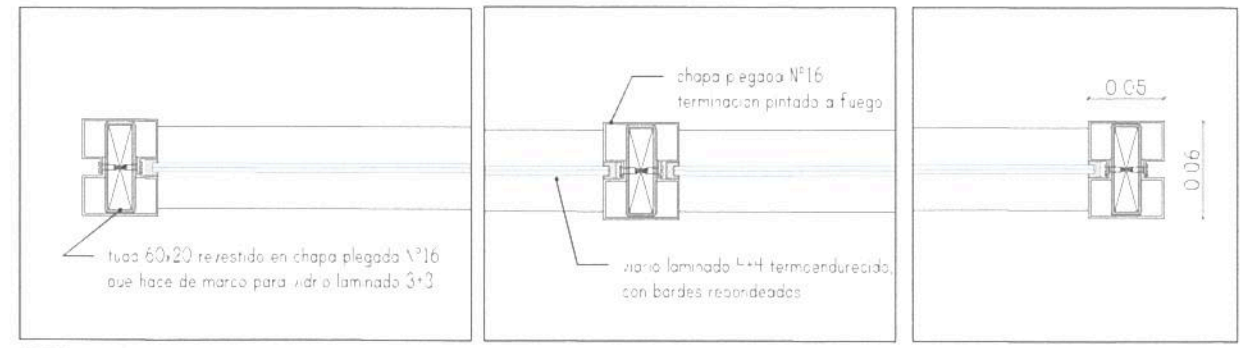 tubo 60x20 revestido en chapa plegada Nº16
que hace de marco para vidrio laminado 3+3
chapa plegada Nº16
terminacion pintado a fuego
vidrio laminado 4+4 termoendurecido,
con bordes redondeados
0.05
0.06